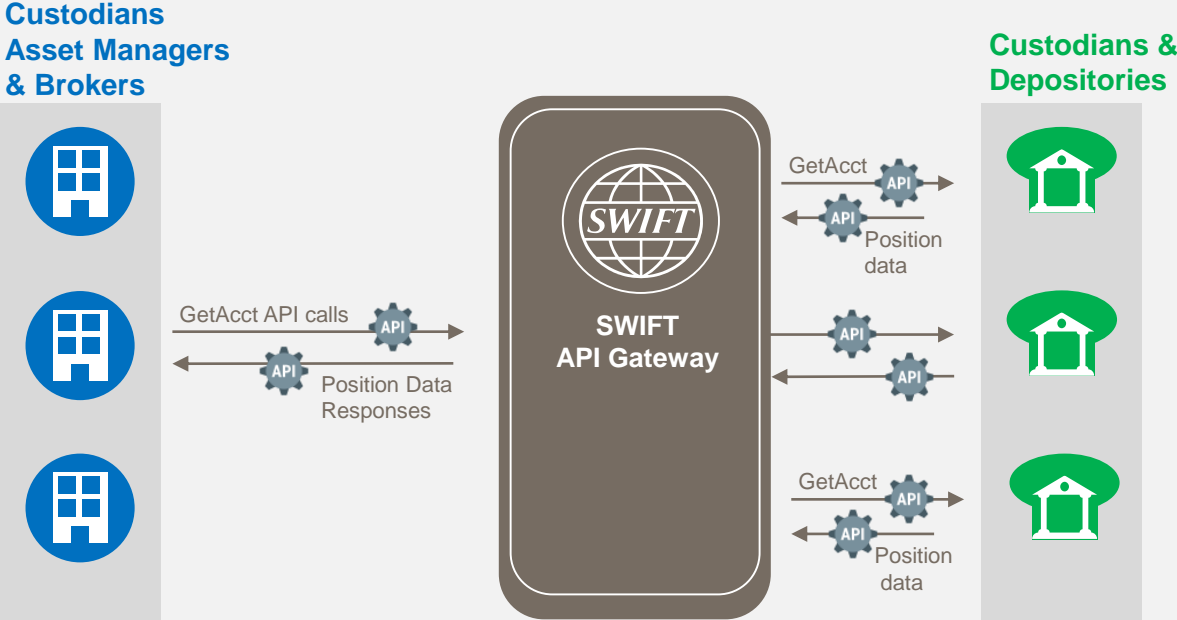 Custodians
Asset Managers
& Brokers
Custodians &
Depositories
GetAcct API calls
API
API
Position Data
Responses
SWIFT
SWIFT
API Gateway
GetAcct
API
API
Position
data
API
API
GetAcct
API
API
Position
data